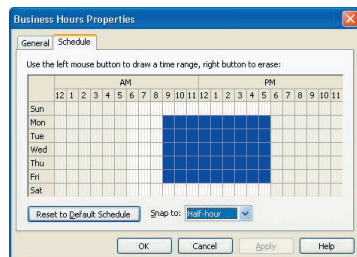 Business Hours Properties
General Schedule
Use the left mouse button to draw a time range, right button to erase:
AM PM
12 1 2 3 4 5 6 7 8 9 10 11 12 1 2 3 4 5 6 7 8 9 10 11
Sun
Mon
Tue
Wed
Thu
Fri
Sat
Reset to Default Schedule Snap to: Half-hour
OK Cancel Apply Help